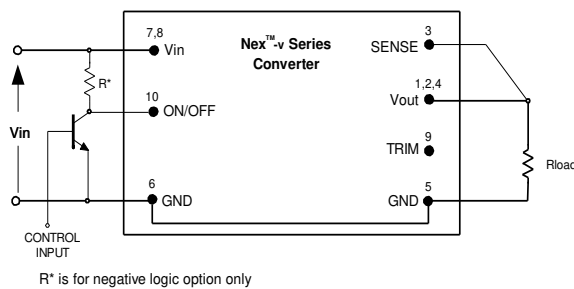 7,8
Vin
Nex™-v Series
Converter
3
SENSE
R*
1,2,4
Vout
10
ON/OFF
Vin
9
TRIM
Rload
6
GND
5
GND
CONTROL
INPUT
R* is for negative logic option only